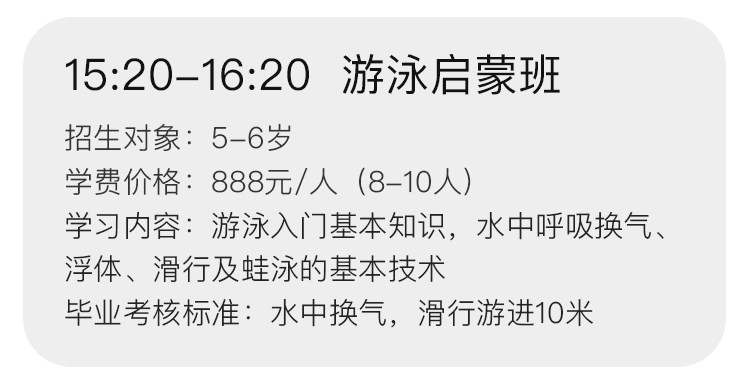 15:20-16:20 游泳启蒙班
招生对象：5-6岁
学费价格：888元/人（8-10人）
学习内容：游泳入门基本知识，水中呼吸换气、
浮体、滑行及蛙泳的基本技术
毕业考核标准：水中换气，滑行游进10米